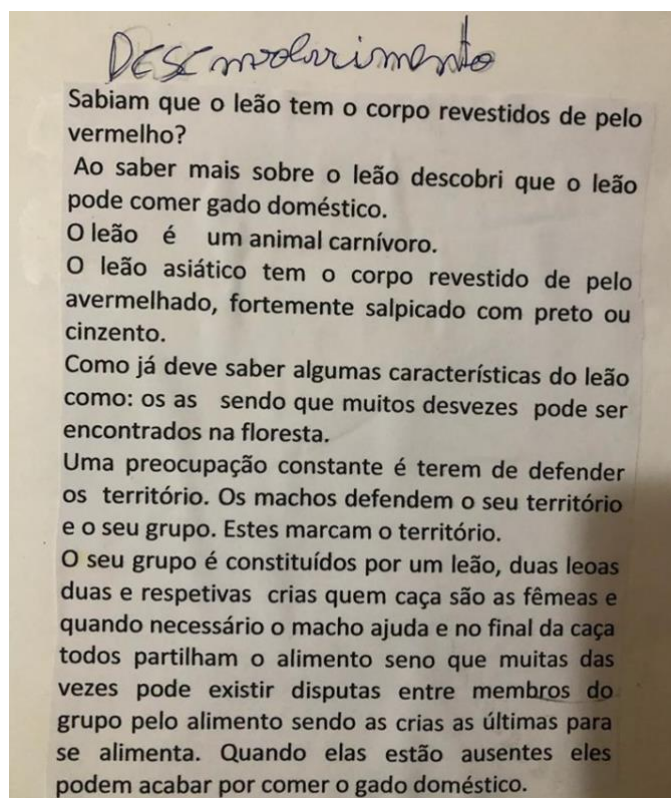 DESEnvolvimento
Sabiam que o leão tem o corpo revestidos de pelo
vermelho?
Ao saber mais sobre o leão descobri que o leão
pode comer gado doméstico.
O leão é um animal carnívoro.
O leão asiático tem o corpo revestido de pelo
avermelhado, fortemente salpicado com preto ou
cinzento.
Como já deve saber algumas características do leão
como: os as sendo que muitos desvezes pode ser
encontrados na floresta.
Uma preocupação constante é terem de defender
os território. Os machos defendem o seu território
e o seu grupo. Estes marcam o território.
O seu grupo é constituídos por um leão, duas leoas
duas e respetivas crias quem caça são as fêmeas e
quando necessário o macho ajuda e no final da caça
todos partilham o alimento seno que muitas das
vezes pode existir disputas entre membros do
grupo pelo alimento sendo as crias as últimas para
se alimenta. Quando elas estão ausentes eles
podem acabar por comer o gado doméstico.